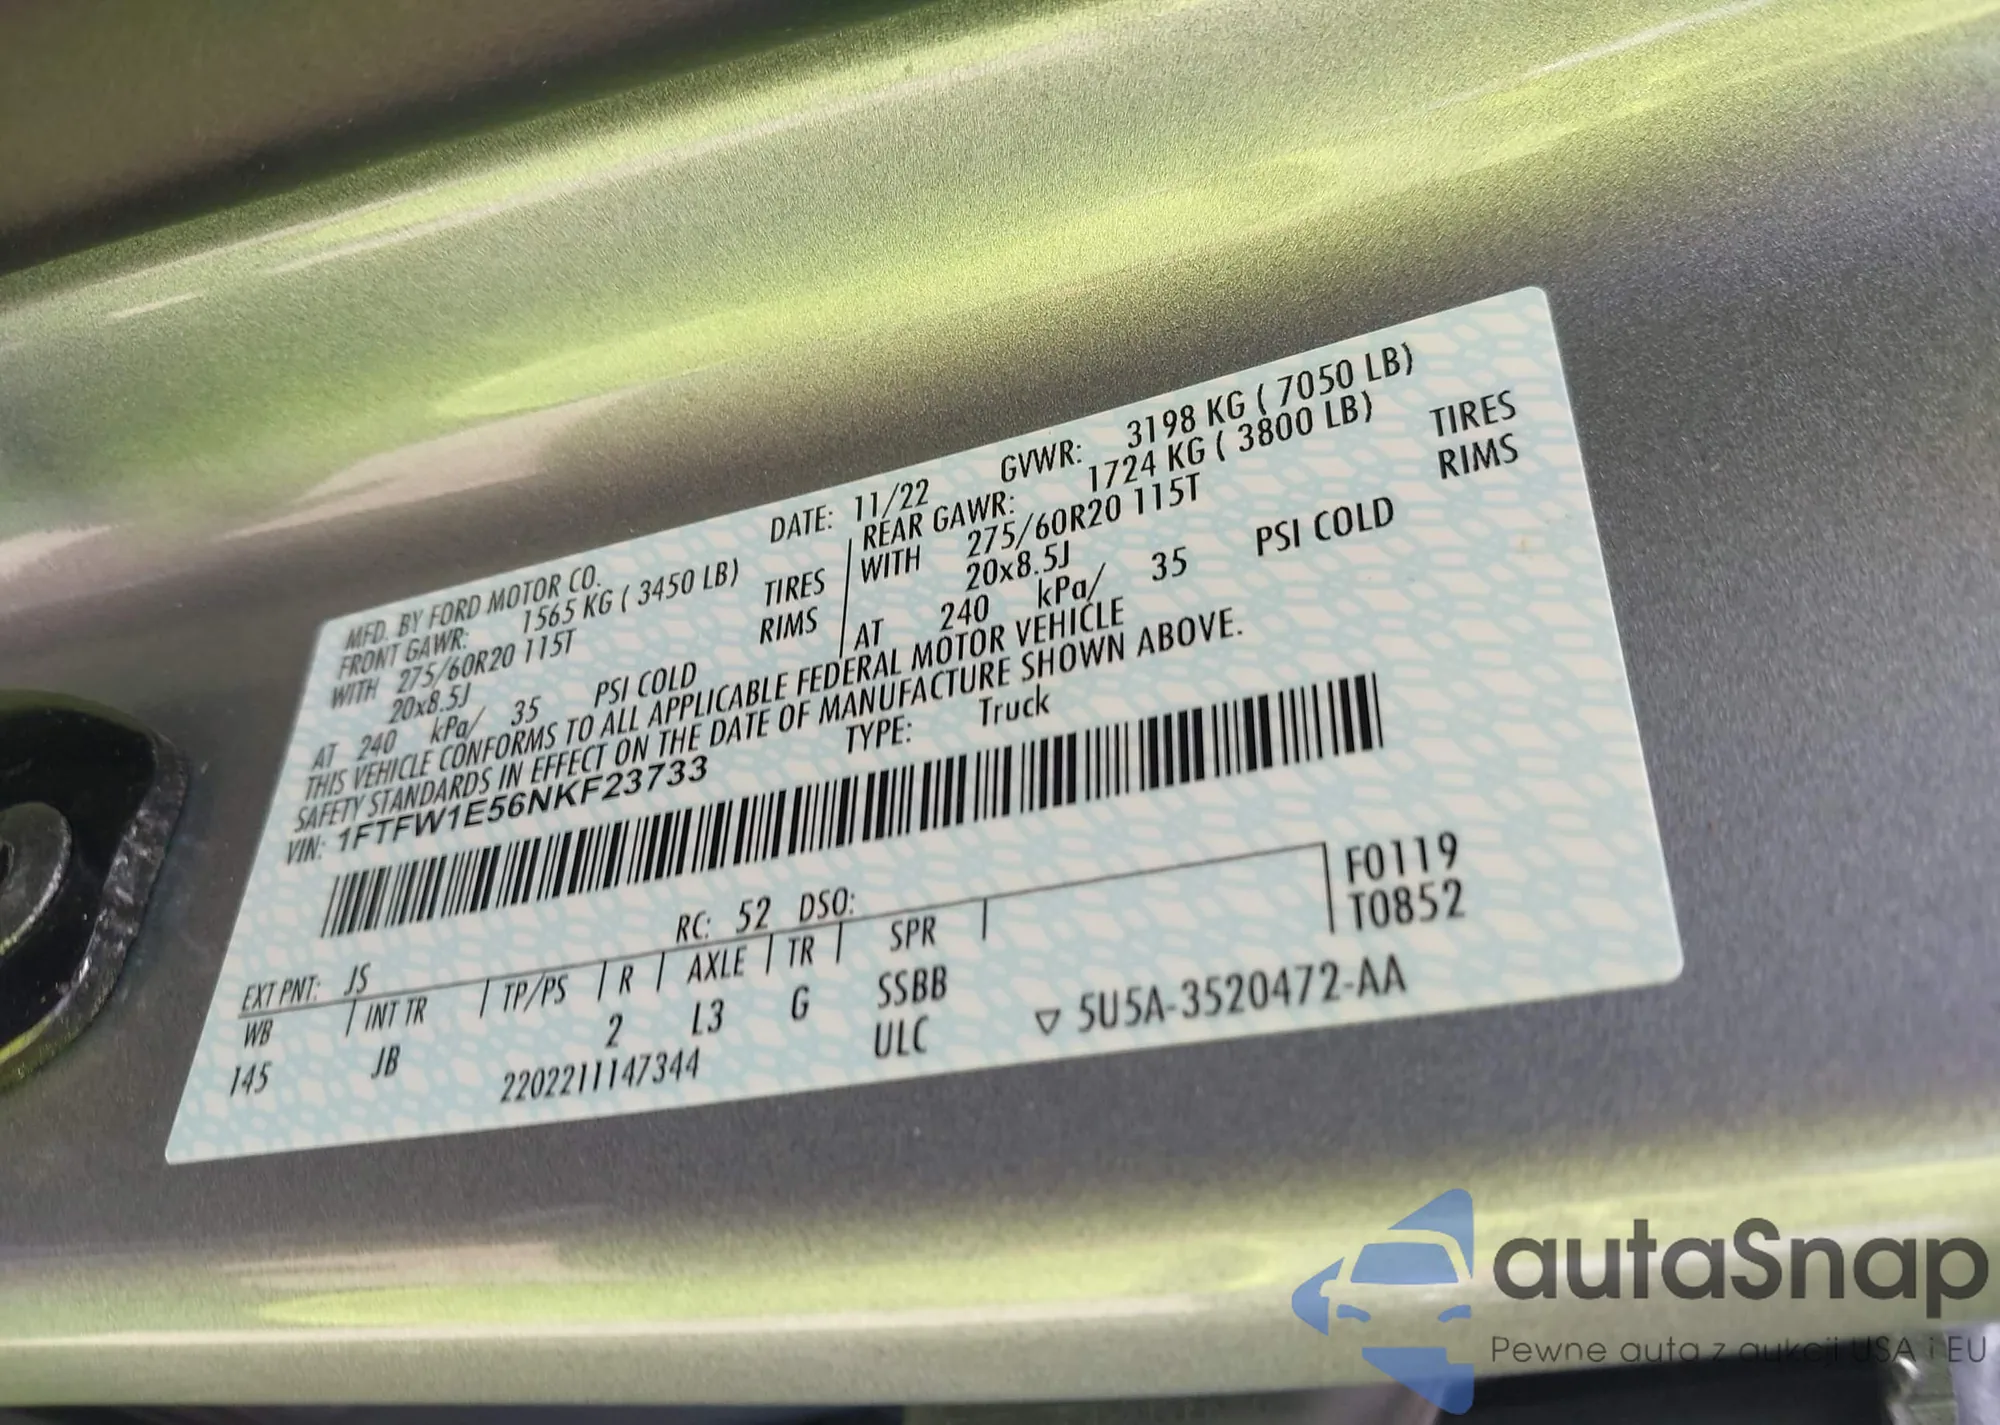 MFD. BY FORD MOTOR CO.
DATE: 11/22 GVWR: 3198 KG ( 7050 LB)
FRONT GAWR: 1565 KG ( 3450 LB)
WITH 275/60R20 115T TIRES
20x8.5J RIMS
AT 240 kPa/ 35 PSI COLD
REAR GAWR: 1724 KG ( 3800 LB)
WITH 275/60R20 115T TIRES
20x8.5J RIMS
AT 240 kPa/ 35 PSI COLD
THIS VEHICLE CONFORMS TO ALL APPLICABLE FEDERAL MOTOR VEHICLE
SAFETY STANDARDS IN EFFECT ON THE DATE OF MANUFACTURE SHOWN ABOVE.
VIN: 1FTFW1E56NKF23733
TYPE: Truck
F0119
T0852
EXT PNT: JS RC: 52 DSO:
WB INT TR TP/PS R AXLE TR SPR
145 JB 2 L3 G SSBB
2202211147344 ULC
▽ 5U5A-3520472-AA
autaSnap
Pewne auta z aukcji USA i EU